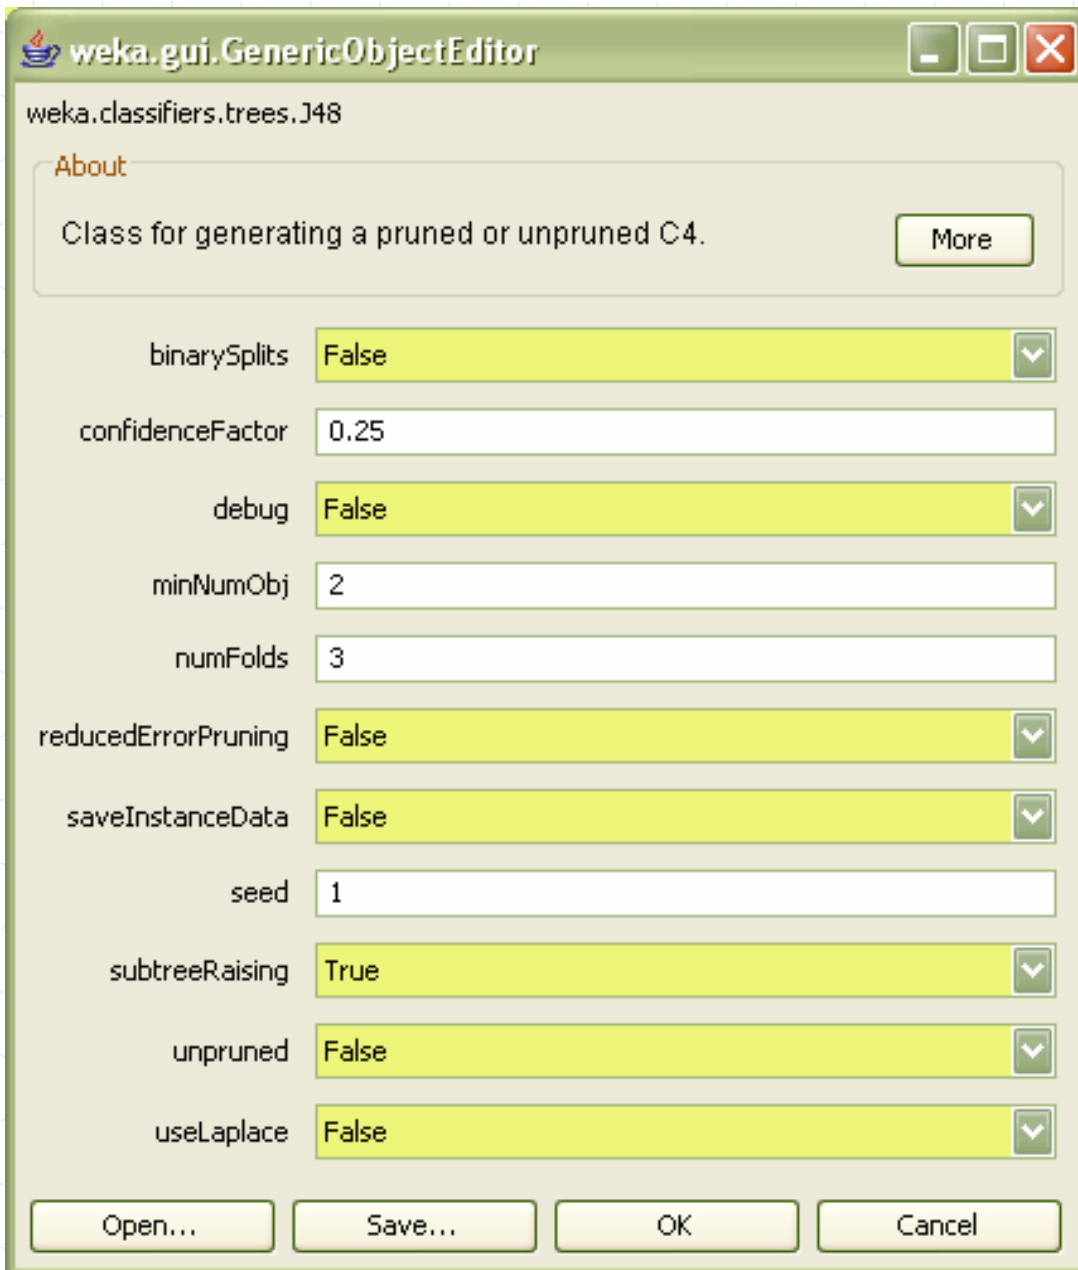 weka.gui.GenericObjectEditor
weka.classifiers.trees.J48
About
Class for generating a pruned or unpruned C4.
More
binarySplits False
confidenceFactor 0.25
debug False
minNumObj 2
numFolds 3
reducedErrorPruning False
saveInstanceData False
seed 1
subtreeRaising True
unpruned False
useLaplace False
Open... Save... OK Cancel